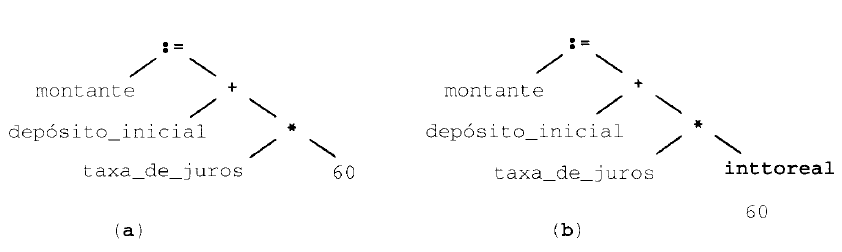 := :=
montante + montante +
depósito_inicial * depósito_inicial *
taxa_de_juros 60 taxa_de_juros inttoreal
60
(a) (b)